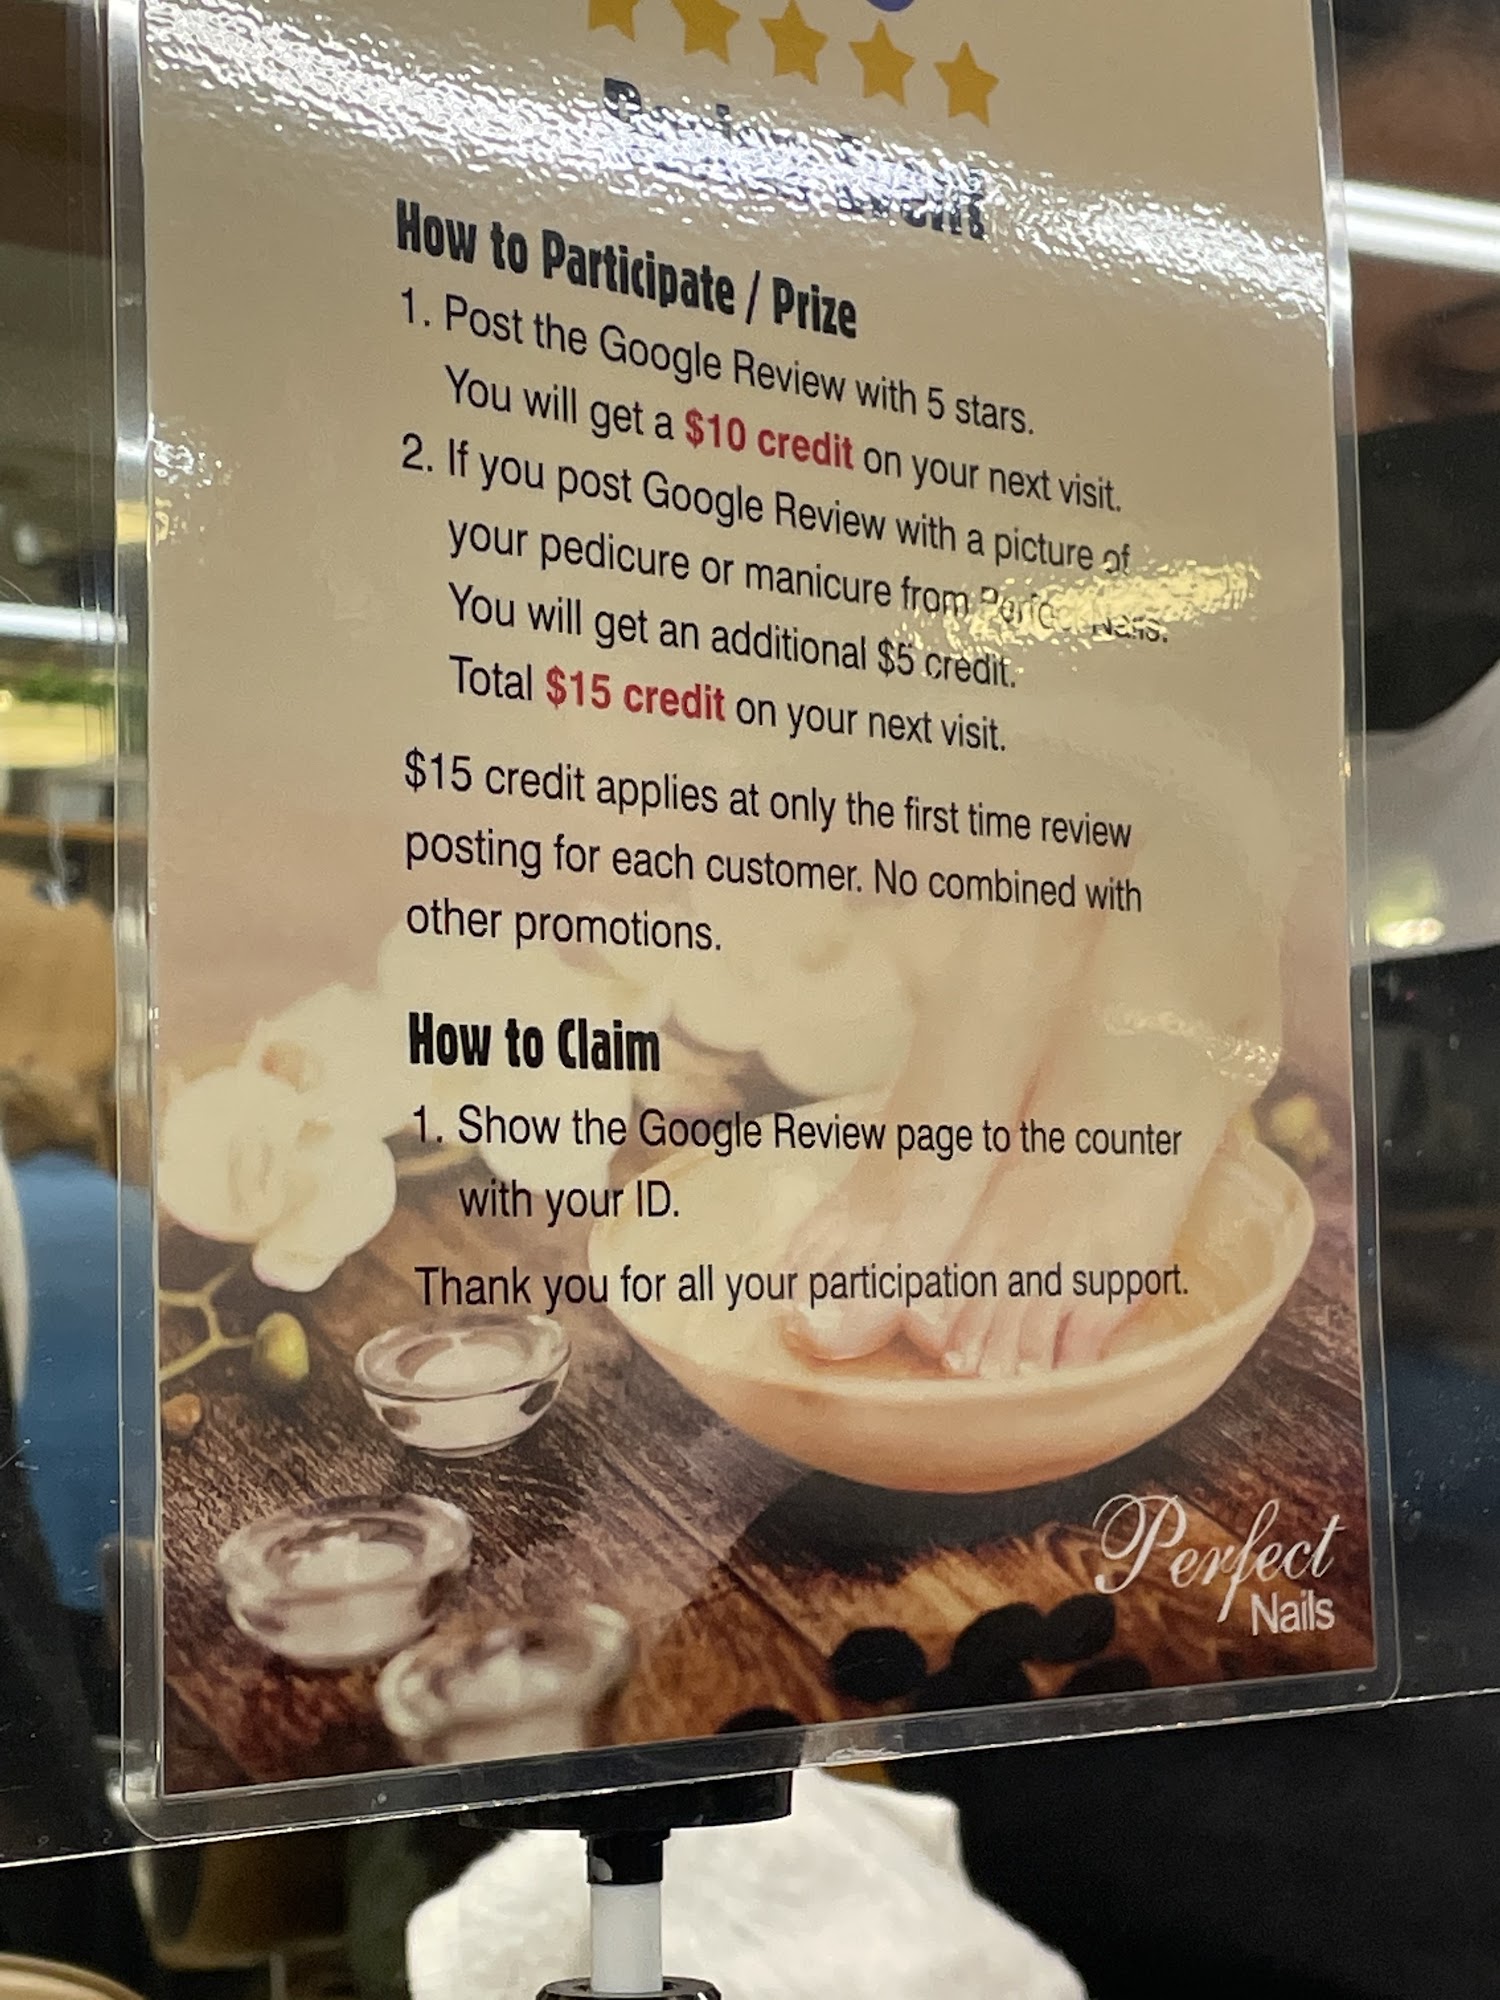 Review Event
How to Participate / Prize
1. Post the Google Review with 5 stars.
You will get a $10 credit on your next visit.
2. If you post Google Review with a picture of
your pedicure or manicure from Perfect Nails.
You will get an additional $5 credit.
Total $15 credit on your next visit.
$15 credit applies at only the first time review
posting for each customer. No combined with
other promotions.
How to Claim
1. Show the Google Review page to the counter
with your ID.
Thank you for all your participation and support.
Perfect
Nails